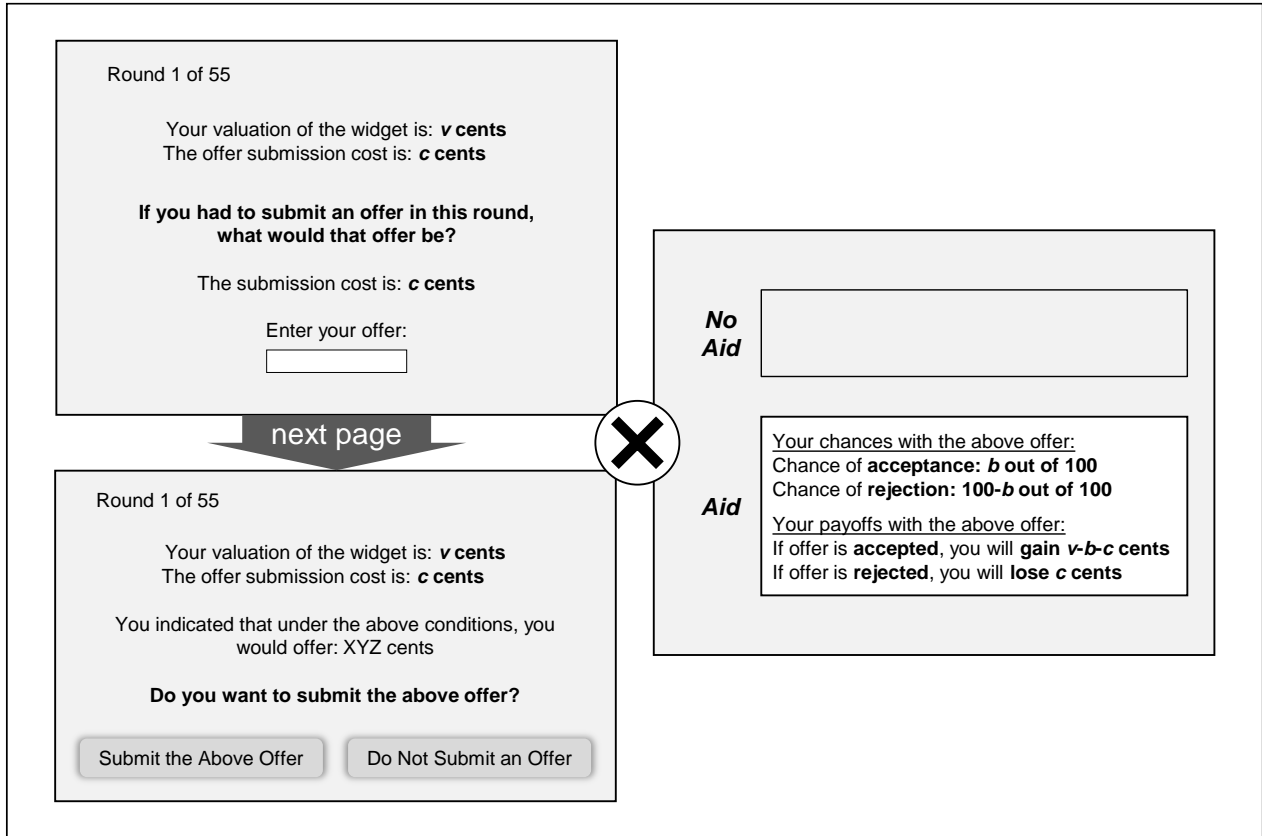 Round 1 of 55
Your valuation of the widget is: v cents
The offer submission cost is: c cents
If you had to submit an offer in this round,
what would that offer be?
The submission cost is: c cents
Enter your offer:
next page
Round 1 of 55
Your valuation of the widget is: v cents
The offer submission cost is: c cents
You indicated that under the above conditions, you
would offer: XYZ cents
Do you want to submit the above offer?
Submit the Above Offer
Do Not Submit an Offer
No
Aid
Aid
Your chances with the above offer:
Chance of acceptance: b out of 100
Chance of rejection: 100-b out of 100
Your payoffs with the above offer:
If offer is accepted, you will gain v-b-c cents
If offer is rejected, you will lose c cents